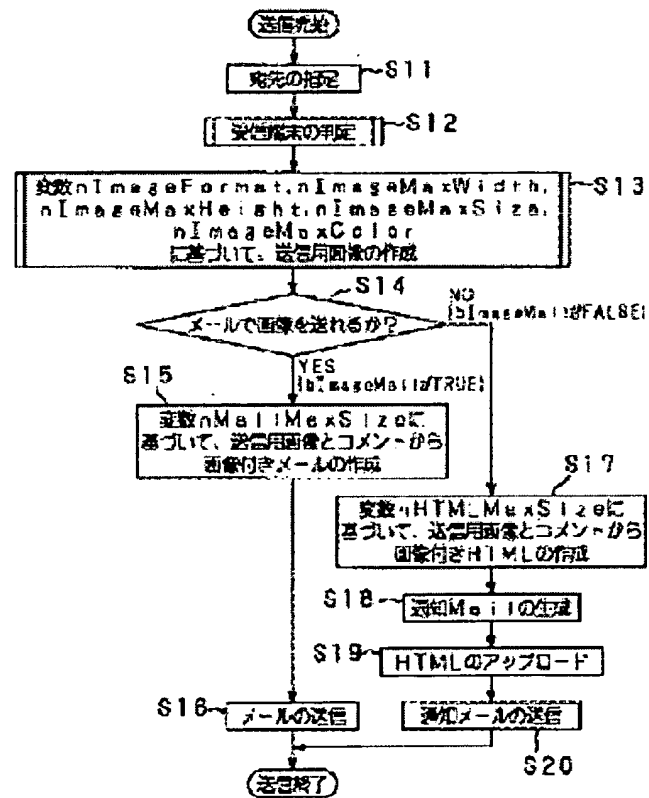 送信開始
宛先の指定
S11
受信端末の判定
S12
変数nImageFormat,nImageMaxWidth,
nImageMaxHeight,nImageMaxSize,
nImageMaxColor
に基づいて、送信用画像の作成
S13
S14
メールで画像を送れるか?
NO
(bImageMailがFALSE)
YES
(bImageMailがTRUE)
S15
変数nMailMaxSizeに
基づいて、送信用画像とコメントから
画像付きメールの作成
S17
変数nHTMLMaxSizeに
基づいて、送信用画像とコメントから
画像付きHTMLの作成
S18
通知Mailの生成
S19
HTMLのアップロード
S16
メールの送信
通知メールの送信
S20
送信終了